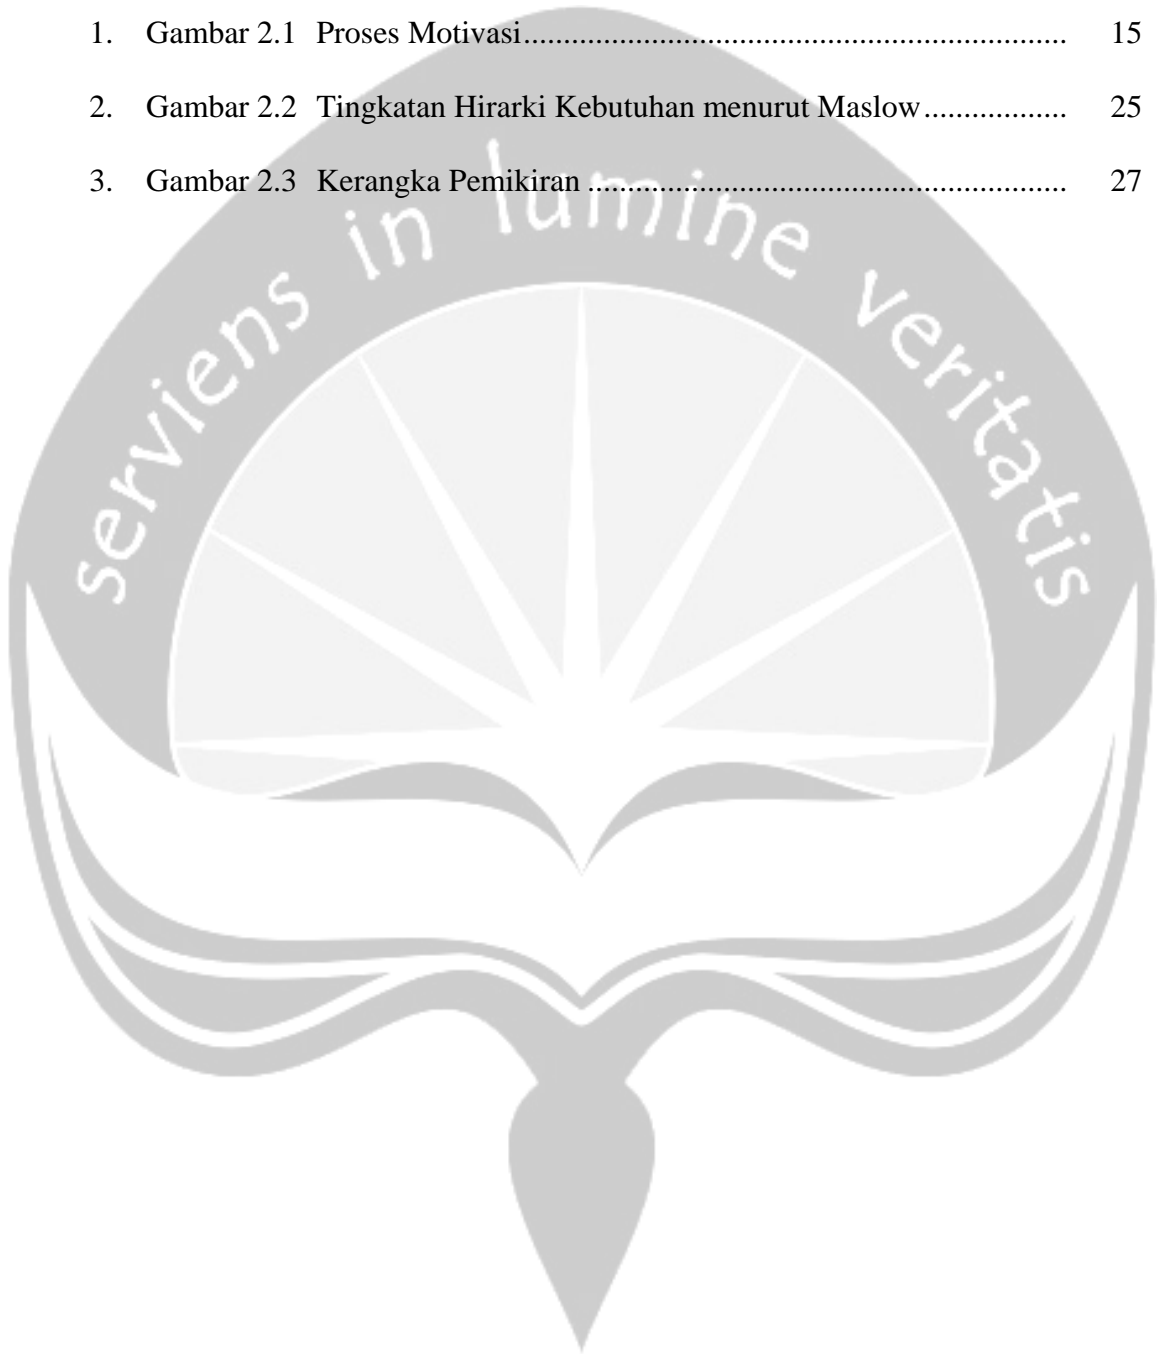 1. Gambar 2.1 Proses Motivasi.................................................................... 15
2. Gambar 2.2 Tingkatan Hirarki Kebutuhan menurut Maslow.................. 25
3. Gambar 2.3 Kerangka Pemikiran ............................................................ 27
serviens in lumine veritatis